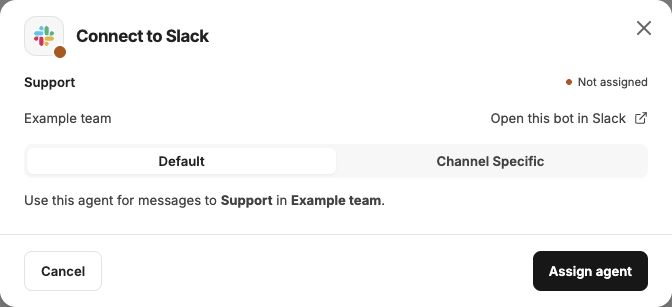 Connect to Slack
Support
Not assigned
Example team
Open this bot in Slack
Default
Channel Specific
Use this agent for messages to Support in Example team.
Cancel
Assign agent